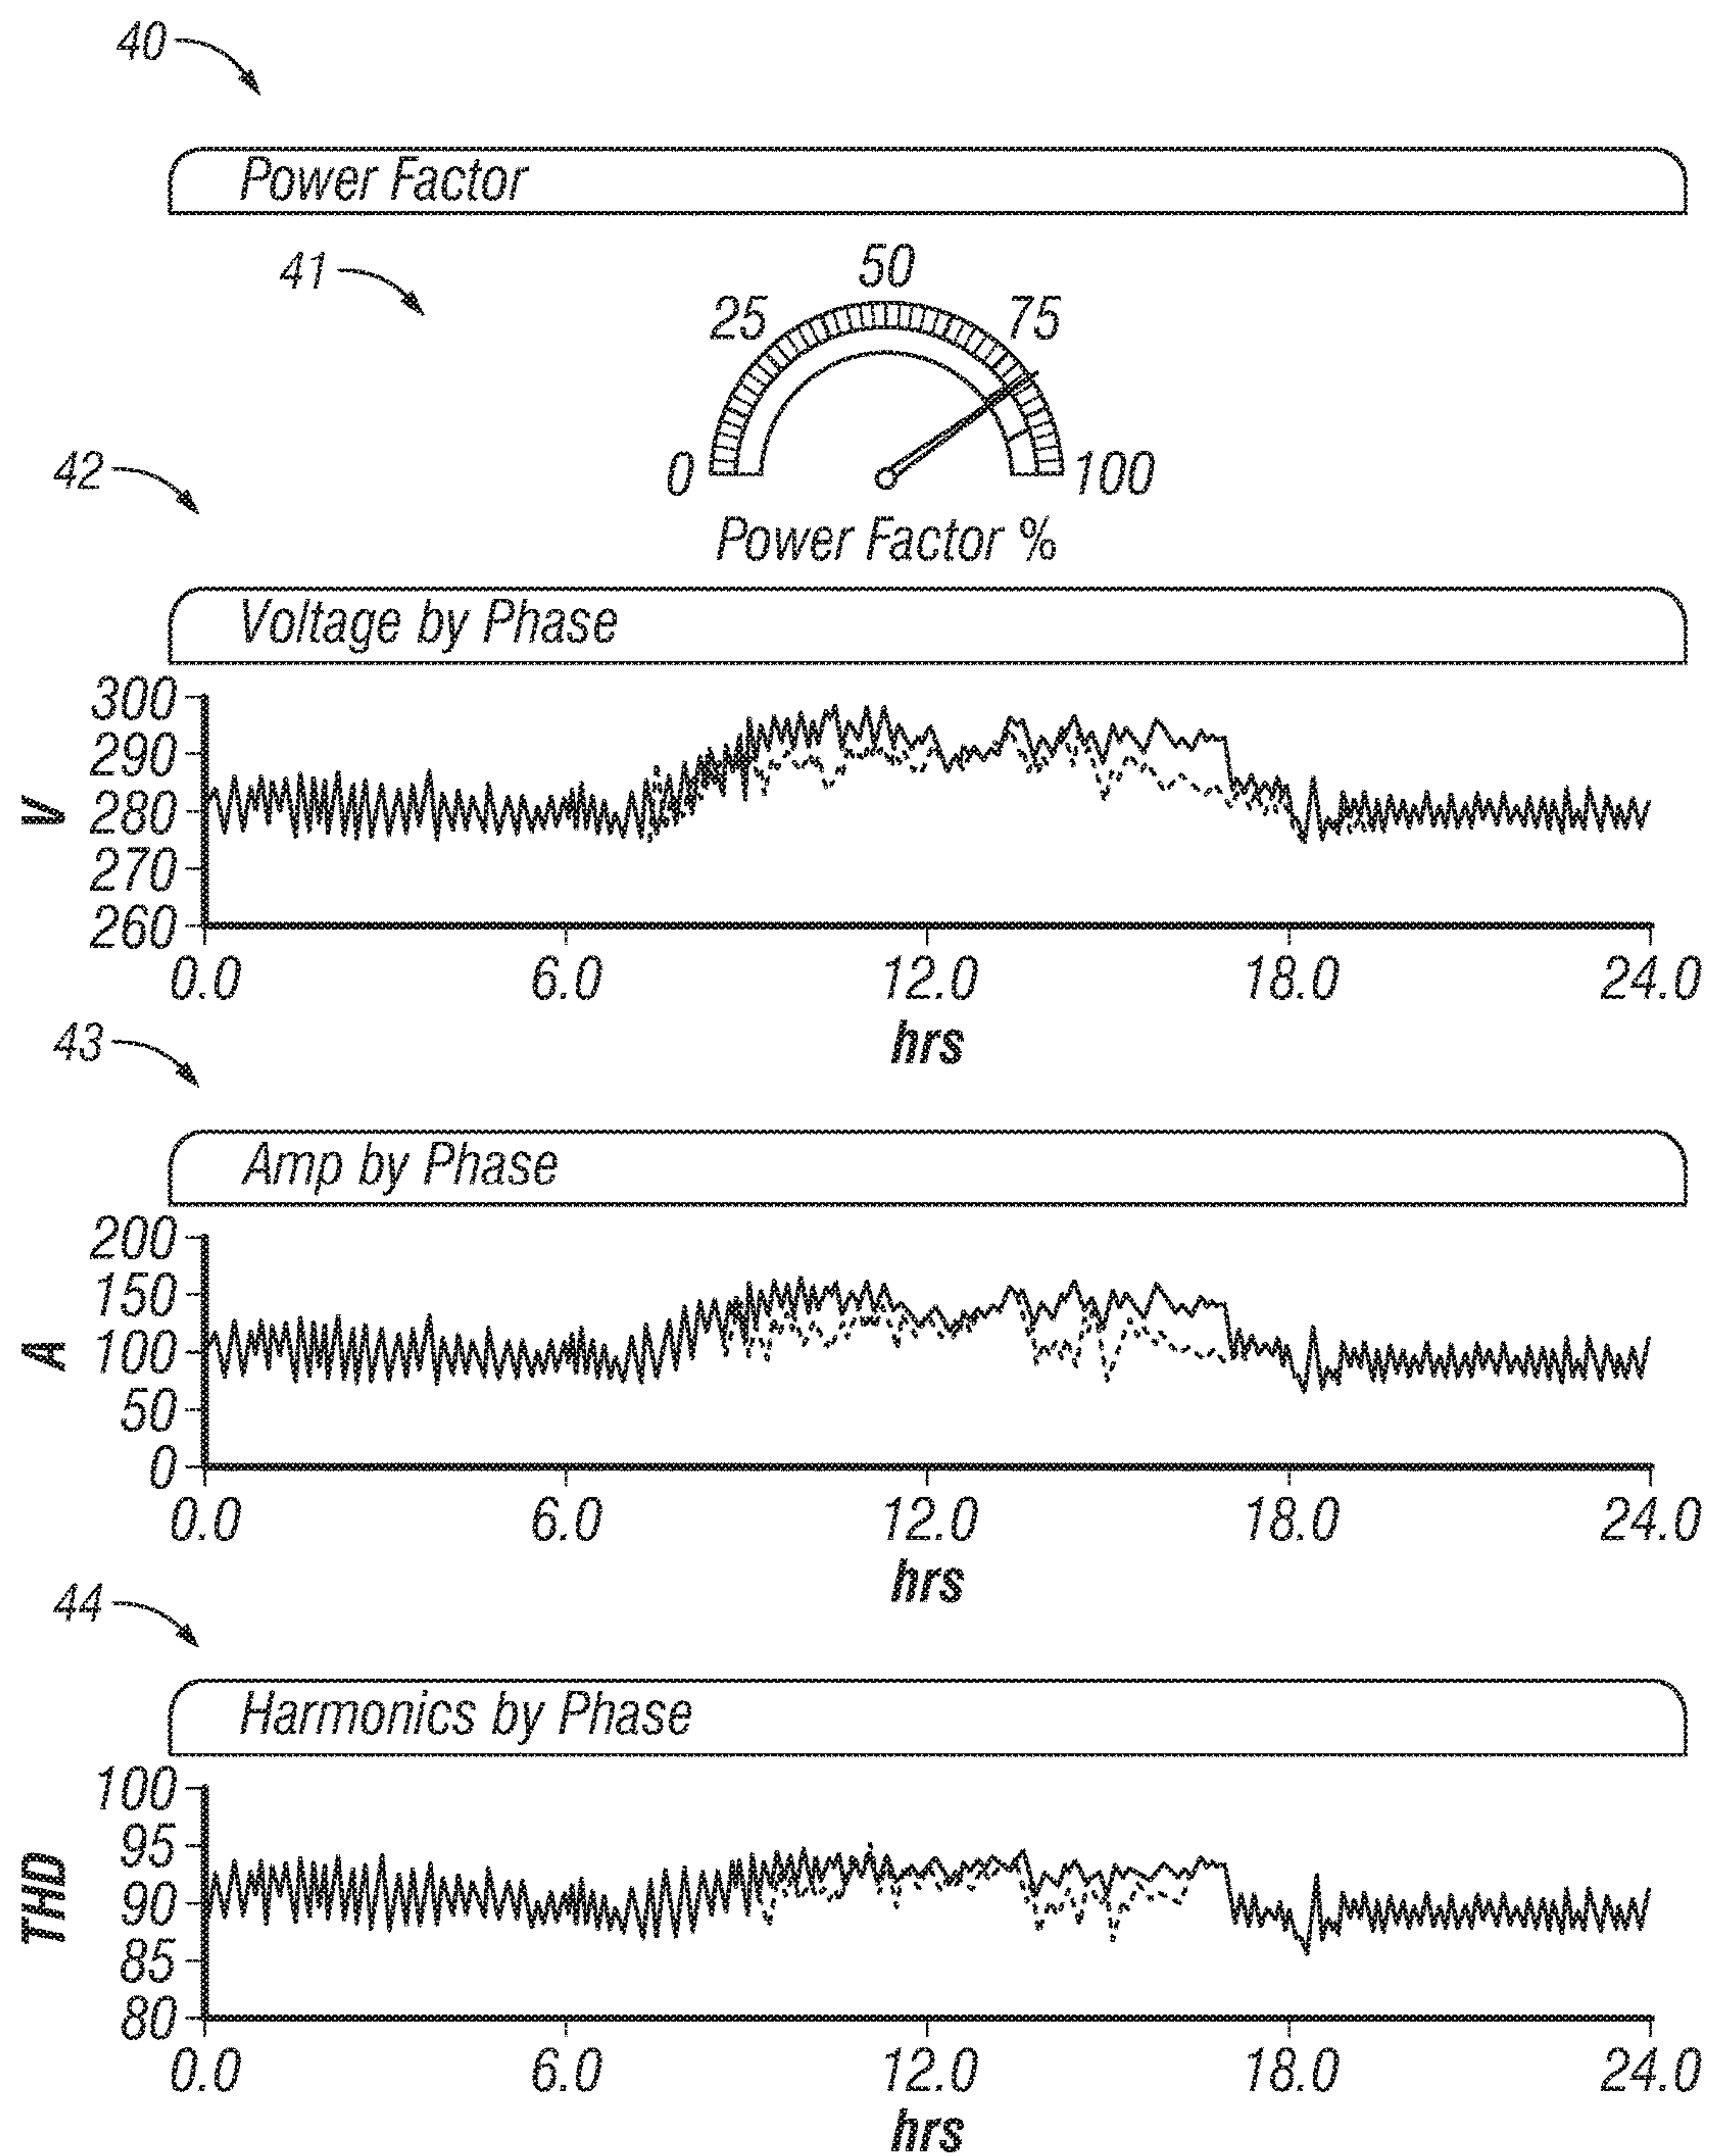 40
Power Factor
41
50
25
75
0
100
Power Factor %
42
Voltage by Phase
300
290
280
270
260
V
0.0 6.0 12.0 18.0 24.0
hrs
43
Amp by Phase
200
150
100
50
0
A
0.0 6.0 12.0 18.0 24.0
hrs
44
Harmonics by Phase
100
95
90
85
80
THD
0.0 6.0 12.0 18.0 24.0
hrs